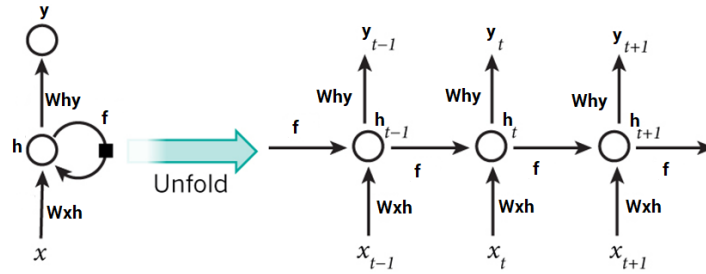 y
Why
f
h
Wxh
x
Unfold
y t-1
y t
y t+1
Why
Why
Why
f
h t-1
h t
h t+1
f
f
f
Wxh
Wxh
Wxh
x t-1
x t
x t+1